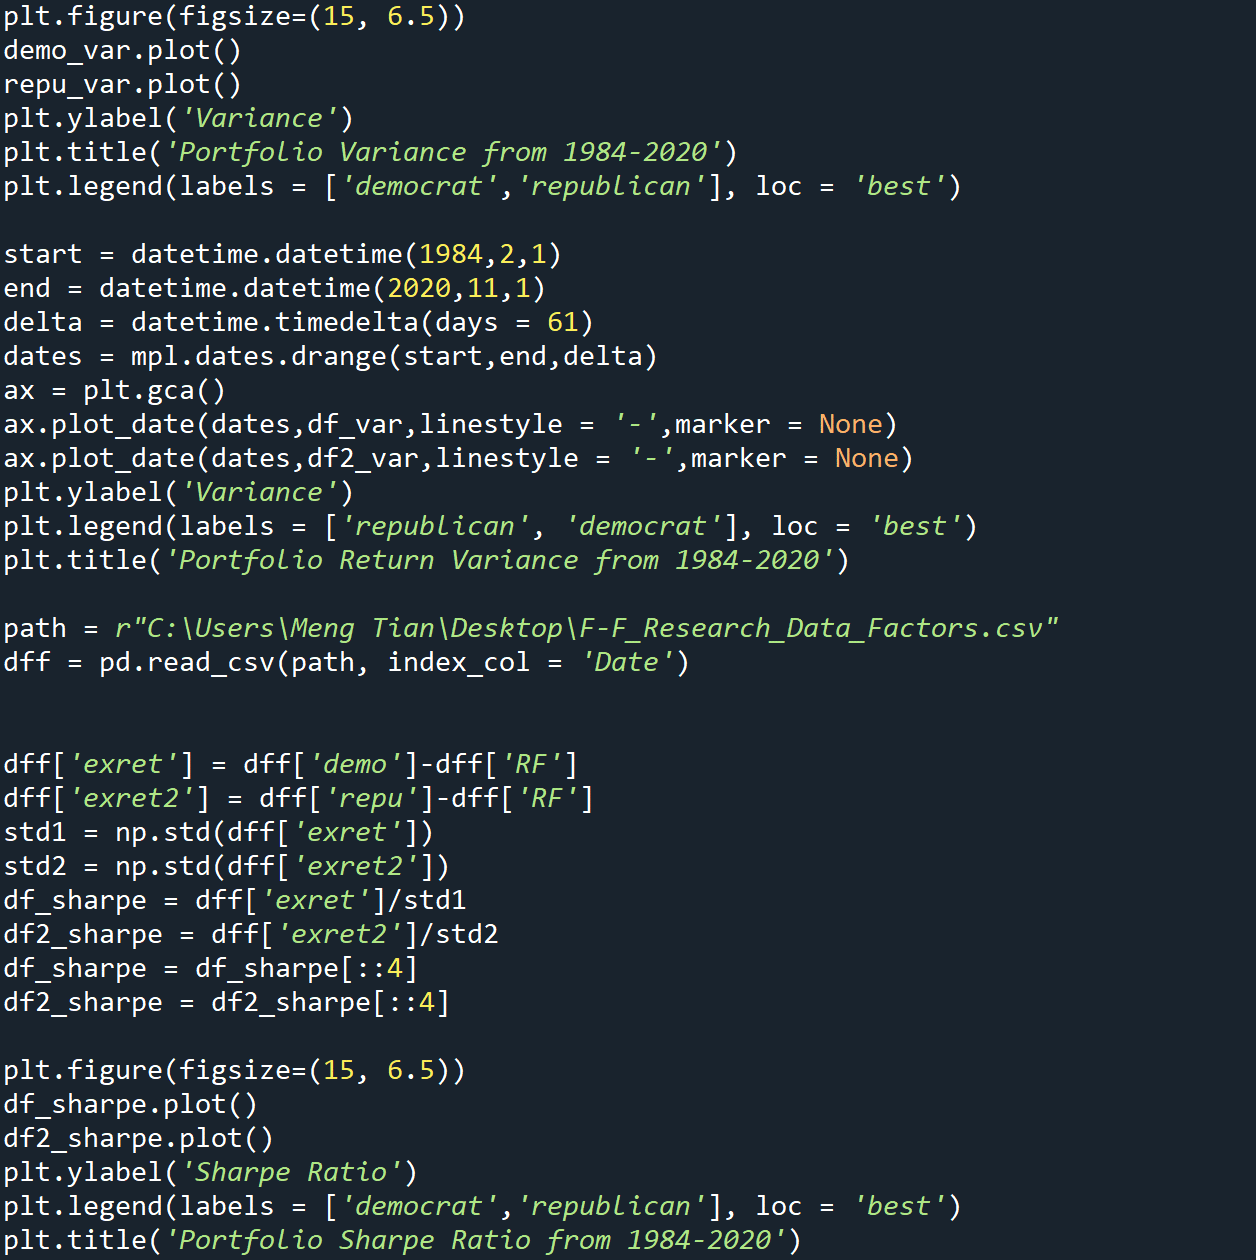 plt.figure(figsize=(15, 6.5))
demo_var.plot()
repu_var.plot()
plt.ylabel('Variance')
plt.title('Portfolio Variance from 1984-2020')
plt.legend(labels = ['democrat','republican'], loc = 'best')
start = datetime.datetime(1984,2,1)
end = datetime.datetime(2020,11,1)
delta = datetime.timedelta(days = 61)
dates = mpl.dates.drange(start,end,delta)
ax = plt.gca()
ax.plot_date(dates,df_var,linestyle = '-',marker = None)
ax.plot_date(dates,df2_var,linestyle = '-',marker = None)
plt.ylabel('Variance')
plt.legend(labels = ['republican', 'democrat'], loc = 'best')
plt.title('Portfolio Return Variance from 1984-2020')
path = r"C:\Users\Meng Tian\Desktop\F-F_Research_Data_Factors.csv"
dff = pd.read_csv(path, index_col = 'Date')
dff['exret'] = dff['demo']-dff['RF']
dff['exret2'] = dff['repu']-dff['RF']
std1 = np.std(dff['exret'])
std2 = np.std(dff['exret2'])
df_sharpe = dff['exret']/std1
df2_sharpe = dff['exret2']/std2
df_sharpe = df_sharpe[::4]
df2_sharpe = df2_sharpe[::4]
plt.figure(figsize=(15, 6.5))
df_sharpe.plot()
df2_sharpe.plot()
plt.ylabel('Sharpe Ratio')
plt.legend(labels = ['democrat','republican'], loc = 'best')
plt.title('Portfolio Sharpe Ratio from 1984-2020')